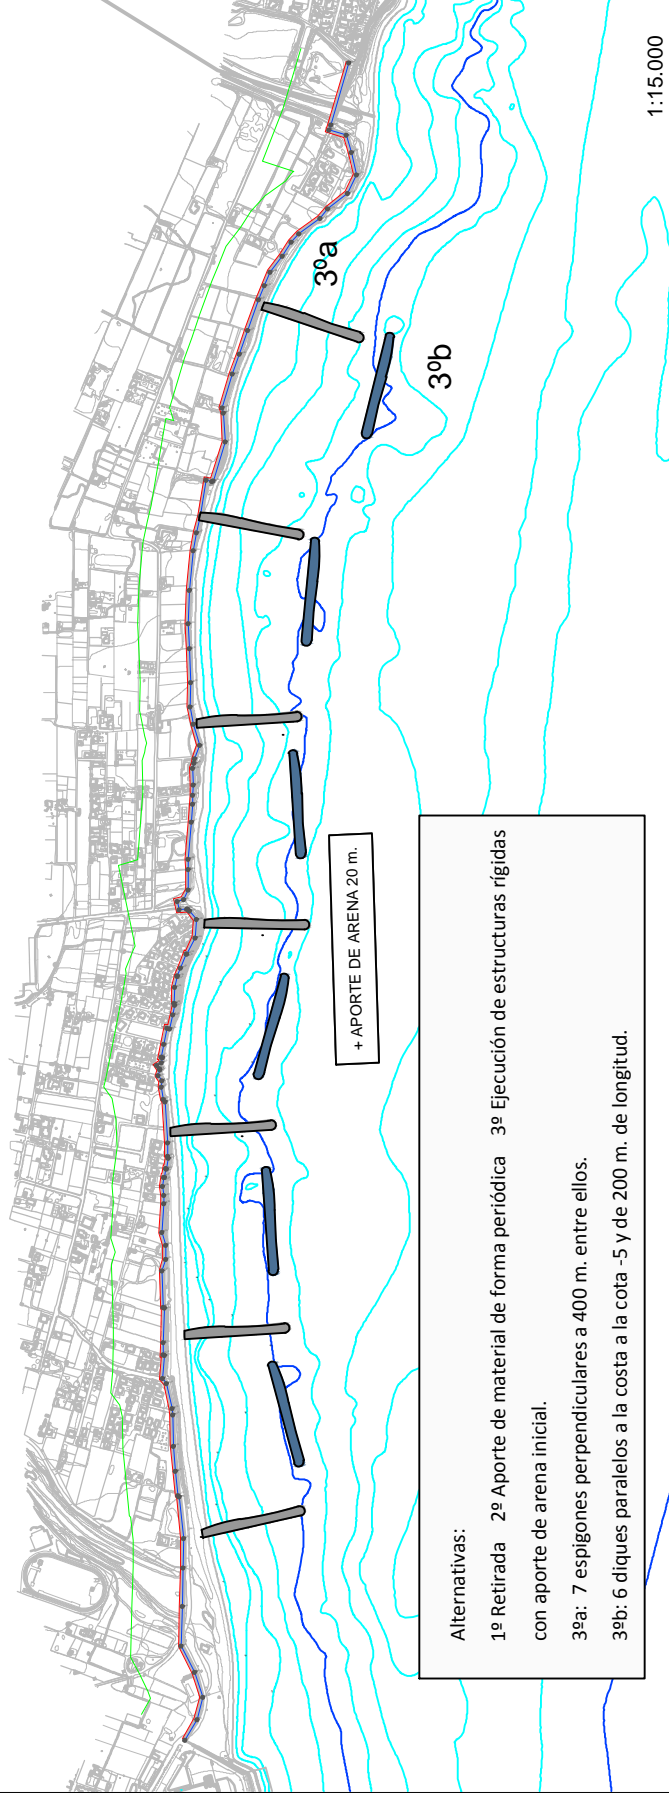 1:15.000
3ºa
3ºb
+ APORTE DE ARENA 20 m.
Alternativas:
1º Retirada 2º Aporte de material de forma periódica 3º Ejecución de estructuras rígidas
con aporte de arena inicial.
3ºa: 7 espigones perpendiculares a 400 m. entre ellos.
3ºb: 6 diques paralelos a la costa a la cota -5 y de 200 m. de longitud.